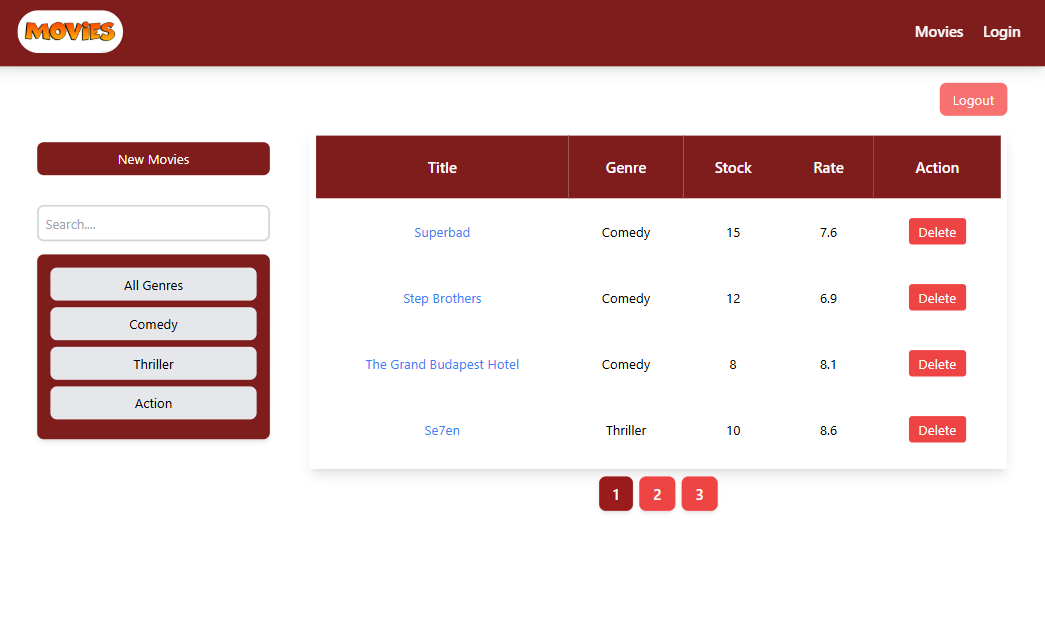 MOVIES
Movies Login
Logout
New Movies
Search....
All Genres
Comedy
Thriller
Action
Title Genre Stock Rate Action
Superbad Comedy 15 7.6 Delete
Step Brothers Comedy 12 6.9 Delete
The Grand Budapest Hotel Comedy 8 8.1 Delete
Se7en Thriller 10 8.6 Delete
1 2 3